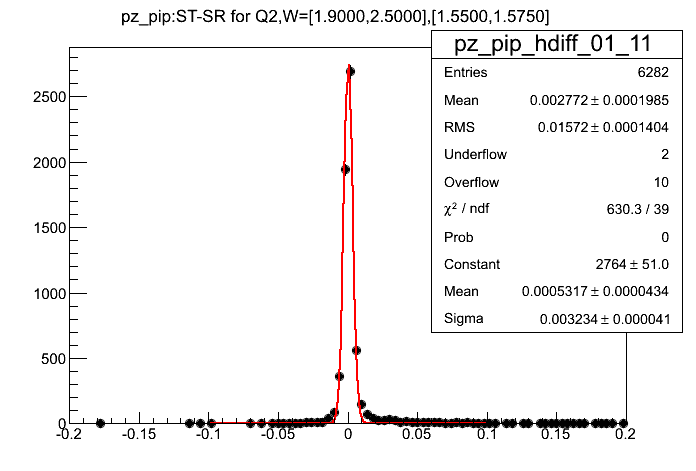 pz_pip:ST-SR for Q2,W=[1.9000,2.5000],[1.5500,1.5750]
pz_pip_hdiff_01_11
Entries 6282
Mean 0.002772 ± 0.0001985
RMS 0.01572 ± 0.0001404
Underflow 2
Overflow 10
χ² / ndf 630.3 / 39
Prob 0
Constant 2764 ± 51.0
Mean 0.0005317 ± 0.0000434
Sigma 0.003234 ± 0.000041
2500
2000
1500
1000
500
0
-0.2 -0.15 -0.1 -0.05 0 0.05 0.1 0.15 0.2